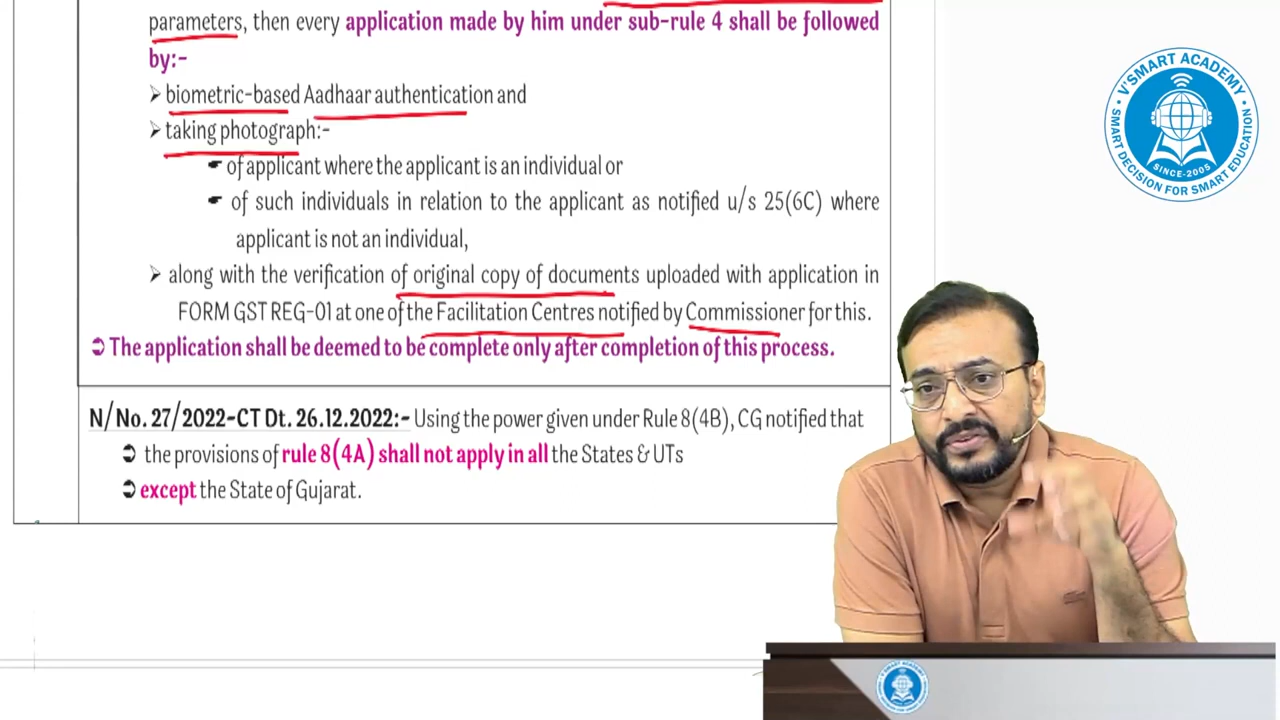 parameters, then every application made by him under sub-rule 4 shall be followed
by:-
➢ biometric-based Aadhaar authentication and
➢ taking photograph:-
☛ of applicant where the applicant is an individual or
☛ of such individuals in relation to the applicant as notified u/s 25(6C) where
applicant is not an individual,
➢ along with the verification of original copy of documents uploaded with application in
FORM GST REG-01 at one of the Facilitation Centres notified by Commissioner for this.
➲ The application shall be deemed to be complete only after completion of this process.
N/No. 27/2022-CT Dt. 26.12.2022:- Using the power given under Rule 8(4B), CG notified that
➲ the provisions of rule 8(4A) shall not apply in all the States & UTs
➲ except the State of Gujarat.
V'SMART ACADEMY
SINCE-2005
SMART DECISION FOR SMART EDUCATION